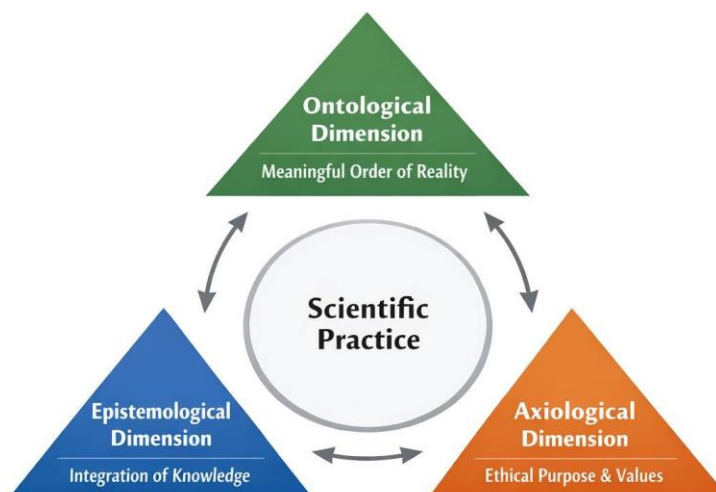 Ontological
Dimension
Meaningful Order of Reality
Scientific
Practice
Epistemological
Dimension
Integration of Knowledge
Axiological
Dimension
Ethical Purpose & Values